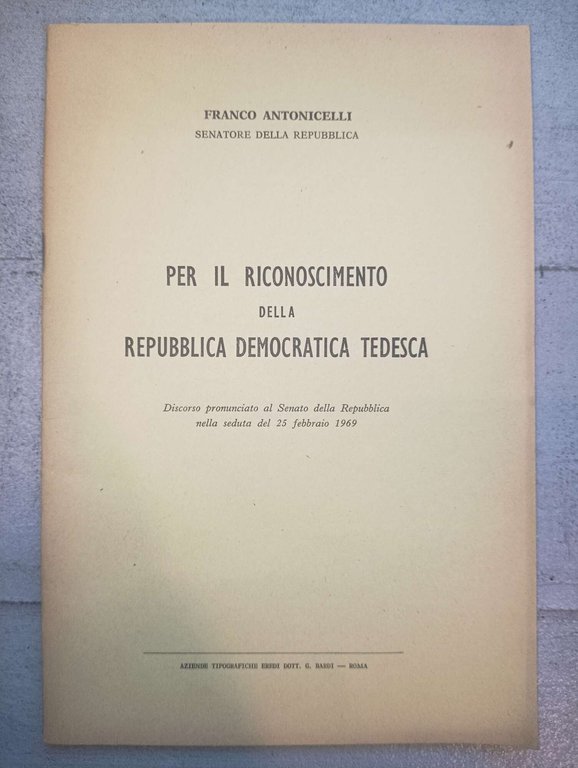 FRANCO ANTONICELLI
SENATORE DELLA REPUBBLICA
PER IL RICONOSCIMENTO
DELLA
REPUBBLICA DEMOCRATICA TEDESCA
Discorso pronunciato al Senato della Repubblica
nella seduta del 25 febbraio 1969
AZIENDE TIPOGRAFICHE EREDI DOTT. G. BARDI — ROMA